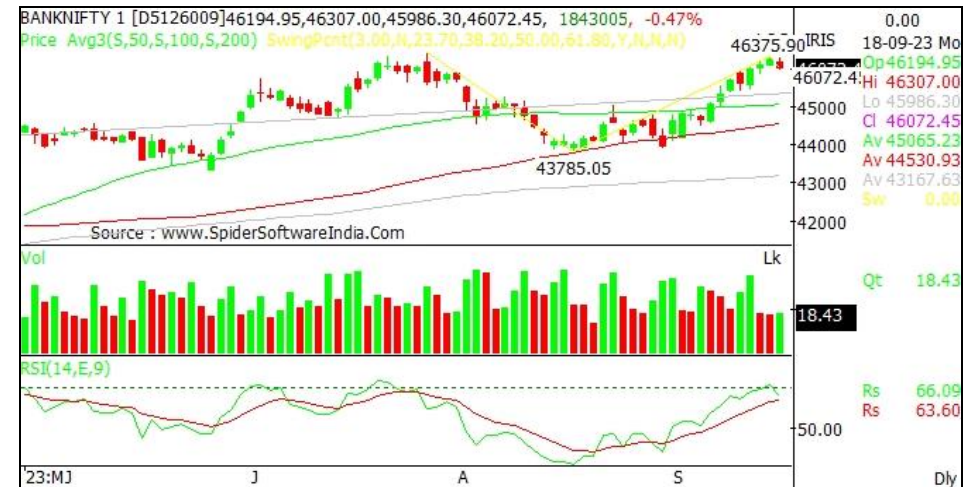 BANKNIFTY 1 [D5126009]46194.95,46307.00,45986.30,46072.45, 1843005, -0.47%
Price Avg3(S,50,S,100,S,200) SwingPcnt(3.00,N,23.70,38.20,50.00,61.80,Y,N,N,N)
46375.90
IRIS
46072.4
45000
44000
43000
42000
43785.05
Source : www.SpiderSoftwareIndia.Com
0.00
18-09-23 Mo
Op46194.95
Hi 46307.00
Lo 45986.30
Cl 46072.45
Av 45065.23
Av 44530.93
Av 43167.63
Sw 0.00
Vol
Lk
18.43
Qt 18.43
RSI(14,E,9)
50.00
Rs 66.09
Rs 63.60
'23:MJ J A S
Dly